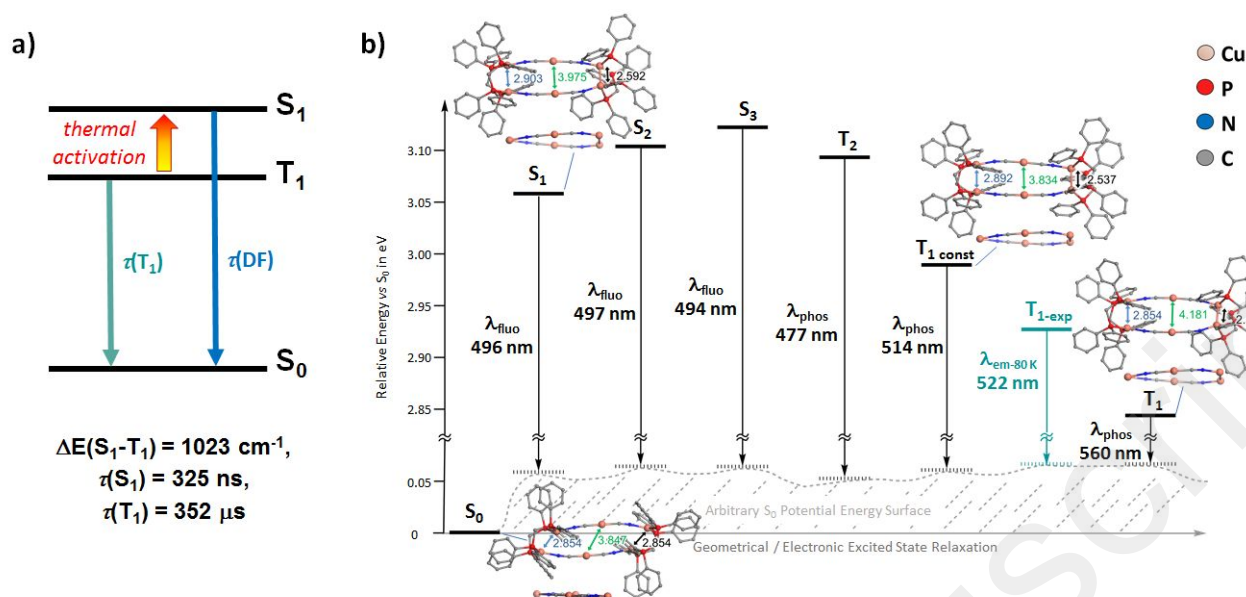 a)
S₁
thermal
activation
T₁
τ(T₁)
τ(DF)
S₀
ΔE(S₁-T₁) = 1023 cm⁻¹,
τ(S₁) = 325 ns,
τ(T₁) = 352 μs
b)
Relative Energy vs S₀ in eV
3.10
3.05
3.00
2.95
2.90
2.85
0.05
0
2.903
3.975
2.592
S₁
S₂
S₃
T₂
2.892
3.834
2.537
T₁ const
T₁-exp
2.854
4.181
T₁
λfluo
496 nm
λfluo
497 nm
λfluo
494 nm
λphos
477 nm
λphos
514 nm
λem-80 K
522 nm
λphos
560 nm
S₀
2.854
3.847
2.854
Arbitrary S₀ Potential Energy Surface
Geometrical / Electronic Excited State Relaxation
Cu
P
N
C